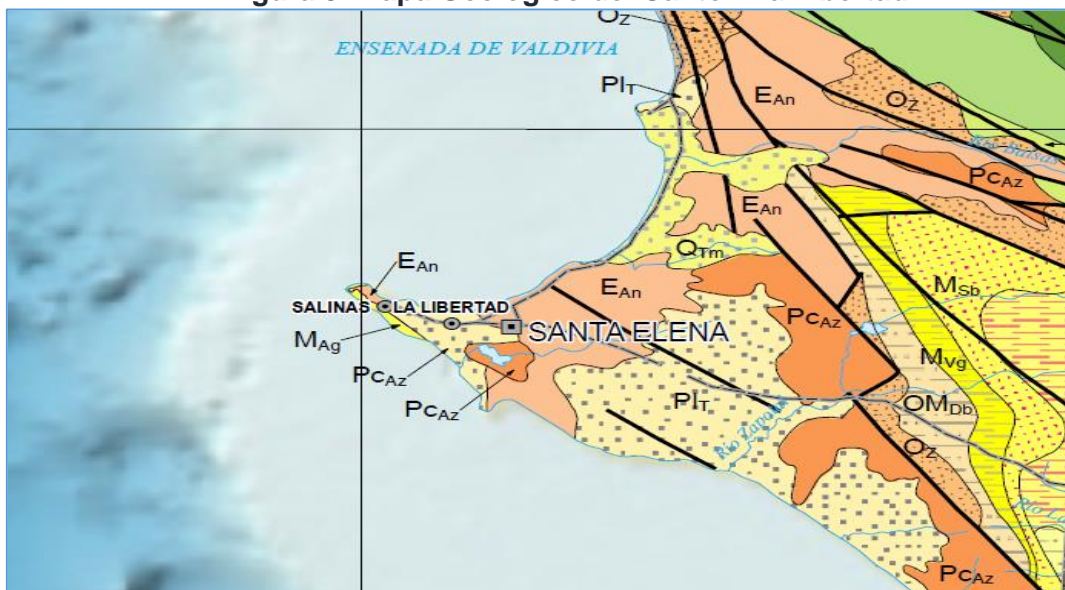 ENSENADA DE VALDIVIA
OZ
PlT
EAn
OZ
PcAz
EAn
QTm
EAn
EAn
MSb
SALINAS
LA LIBERTAD
SANTA ELENA
PcAz
MAg
MVg
PcAz
PcAz
PlT
OMDb
OZ
PcAz